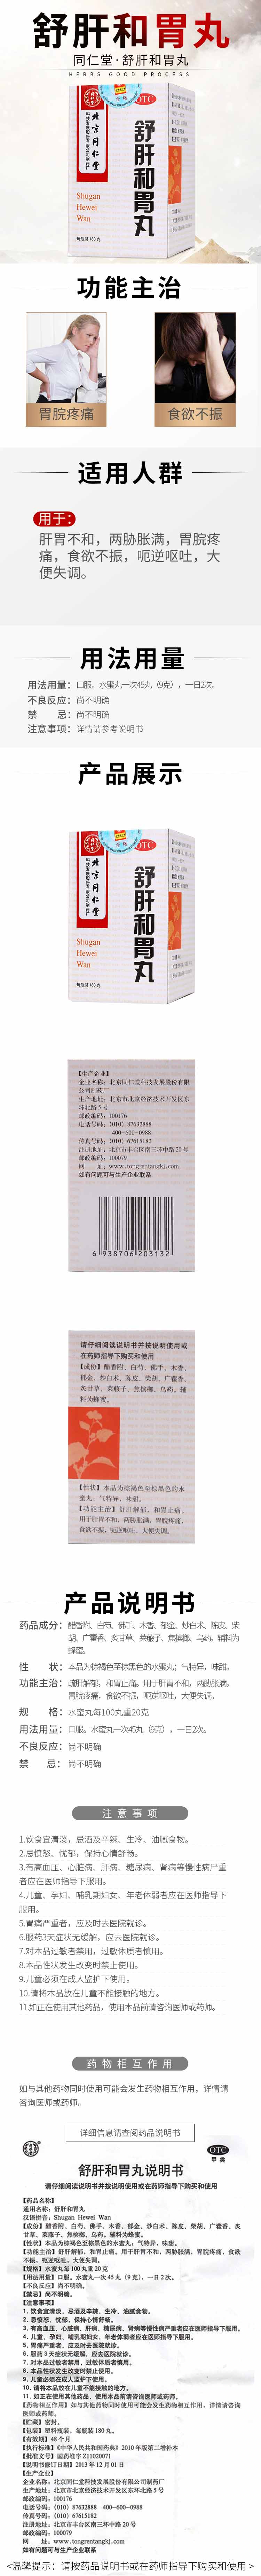 舒肝和胃丸
同仁堂·舒肝和胃丸
HERBS GOOD PROCESS
OTC
北京同仁堂
舒肝和胃丸
Shugan
Hewei
Wan
每瓶装 180 丸
功能主治
胃脘疼痛
食欲不振
适用人群
用于：
肝胃不和，两胁胀满，胃脘疼
痛，食欲不振，呃逆呕吐，大
便失调。
用法用量
用法用量：口服。水蜜丸一次45丸（9克），一日2次。
不良反应：尚不明确
禁 忌：尚不明确
注意事项：详情请参考说明书
产品展示
OTC
北京同仁堂
舒肝和胃丸
Shugan
Hewei
Wan
每瓶装 180 丸
【生产企业】
企业名称：北京同仁堂科技发展股份有限
公司制药厂
生产地址：北京市北京经济技术开发区东
环北路 5 号
邮政编码：100176
电话号码：(010) 87632888
400-600-0988
传真号码：(010) 67615182
注册地址：北京市丰台区南三环中路 20 号
邮政编码：100079
网 址：www.tongrentangkj.com
如有问题可与生产企业联系
6 938706 203132
请仔细阅读说明书并按说明使用或
在药师指导下购买和使用
【成份】醋香附、白芍、佛手、木香、
郁金、炒白术、陈皮、柴胡、广藿香、
炙甘草、莱菔子、焦槟榔、乌药。辅
料为蜂蜜。
【性状】本品为棕褐色至棕黑色的水
蜜丸；气特异，味甜。
【功能主治】舒肝解郁，和胃止痛。
用于肝胃不和，两胁胀满，胃脘疼痛，
食欲不振，呃逆呕吐，大便失调。
产品说明书
药品成分：醋香附、白芍、佛手、木香、郁金、炒白术、陈皮、柴
胡、广藿香、炙甘草、莱菔子、焦槟榔、乌药。辅料为
蜂蜜。
性 状：本品为棕褐色至棕黑色的水蜜丸；气特异，味甜。
功能主治：疏肝解郁，和胃止痛。用于肝胃不和，两胁胀满，
胃脘疼痛，食欲不振，呃逆呕吐，大便失调。
规 格：水蜜丸每100丸重20克
用法用量：口服。水蜜丸一次45丸（9克），一日2次。
不良反应：尚不明确
禁 忌：尚不明确
注意事项
1.饮食宜清淡，忌酒及辛辣、生冷、油腻食物。
2.忌愤怒、忧郁，保持心情舒畅。
3.有高血压、心脏病、肝病、糖尿病、肾病等慢性病严重
者应在医师指导下服用。
4.儿童、孕妇、哺乳期妇女、年老体弱者应在医师指导下
服用。
5.胃痛严重者，应及时去医院就诊。
6.服药3天症状无缓解，应去医院就诊。
7.对本品过敏者禁用，过敏体质者慎用。
8.本品性状发生改变时禁止使用。
9.儿童必须在成人监护下使用。
10.请将本品放在儿童不能接触的地方。
11.如正在使用其他药品，使用本品前请咨询医师或药师。
药物相互作用
如与其他药物同时使用可能会发生药物相互作用，详情请
咨询医师或药师。
详细信息请查阅药品说明书
OTC
甲类
舒肝和胃丸说明书
请仔细阅读说明书并按说明使用或在药师指导下购买和使用
【药品名称】
通用名称：舒肝和胃丸
汉语拼音：Shugan Hewei Wan
【成份】醋香附、白芍、佛手、木香、郁金、炒白术、陈皮、柴胡、广藿香、炙
甘草、莱菔子、焦槟榔、乌药。辅料为蜂蜜。
【性状】本品为棕褐色至棕黑色的水蜜丸；气特异，味甜。
【功能主治】舒肝解郁，和胃止痛。用于肝胃不和，两胁胀满，胃脘疼痛，食欲
不振，呃逆呕吐，大便失调。
【规格】水蜜丸每 100 丸重 20 克
【用法用量】口服。水蜜丸一次 45 丸（9 克），一日 2 次。
【不良反应】尚不明确。
【禁忌】尚不明确。
【注意事项】
1. 饮食宜清淡，忌酒及辛辣、生冷、油腻食物。
2. 忌愤怒、忧郁，保持心情舒畅。
3. 有高血压、心脏病、肝病、糖尿病、肾病等慢性病严重者应在医师指导下服用。
4. 儿童、孕妇、哺乳期妇女、年老体弱者应在医师指导下服用。
5. 胃痛严重者，应及时去医院就诊。
6. 服药 3 天症状无缓解，应去医院就诊。
7. 对本品过敏者禁用，过敏体质者慎用。
8. 本品性状发生改变时禁止使用。
9. 儿童必须在成人监护下使用。
10. 请将本品放在儿童不能接触的地方。
11. 如正在使用其他药品，使用本品前请咨询医师或药师。
【药物相互作用】如与其他药物同时使用可能会发生药物相互作用，详情请咨询
医师或药师。
【贮藏】密封。
【包装】塑料瓶装，每瓶装 180 丸。
【有效期】48 个月
【执行标准】《中华人民共和国药典》2010 年版第二增补本
【批准文号】国药准字 Z11020071
【说明书修订日期】2013 年 12 月 01 日
【生产企业】
企业名称：北京同仁堂科技发展股份有限公司制药厂
生产地址：北京市北京经济技术开发区东环北路 5 号
邮政编码：100176
电话号码：(010) 87632888 400-600-0988
传真号码：(010) 67615182
注册地址：北京市丰台区南三环中路 20 号
邮政编码：100079
网 址：www.tongrentangkj.com
如有问题可与生产企业联系
<温馨提示：请按药品说明书或在药师指导下购买和使用>